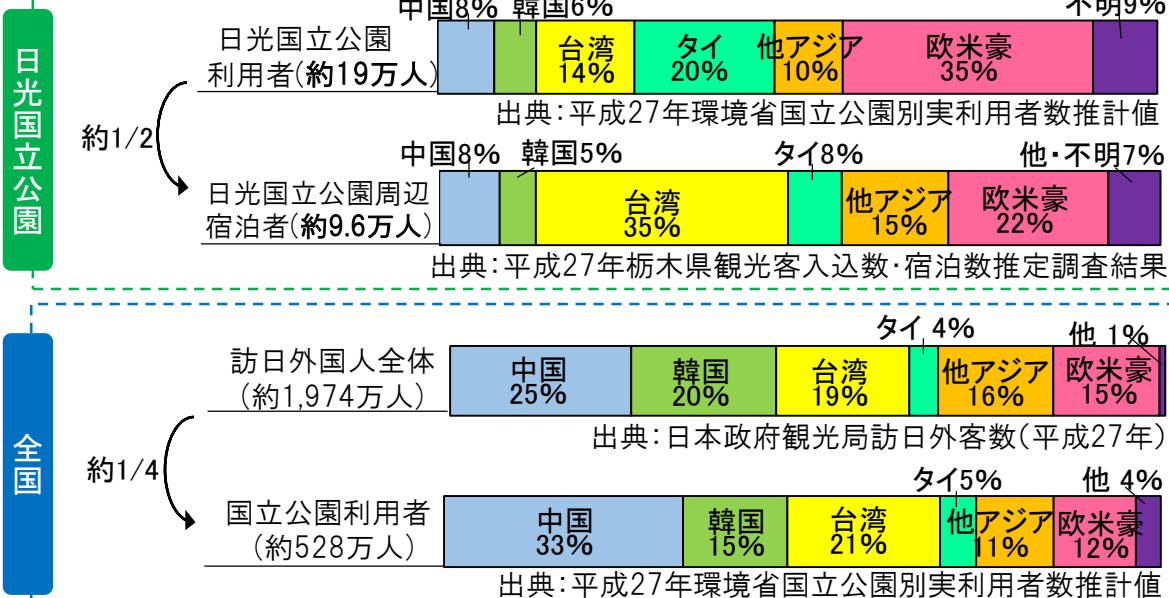 日光国立公園
中国8% 韓国6% 不明9%
日光国立公園
利用者(約19万人)
台湾
14%
タイ
20%
他アジア
10%
欧米豪
35%
出典:平成27年環境省国立公園別実利用者数推計値
約1/2
中国8% 韓国5% タイ8% 他・不明7%
日光国立公園周辺
宿泊者(約9.6万人)
台湾
35%
他アジア
15%
欧米豪
22%
出典:平成27年栃木県観光客入込数・宿泊数推定調査結果
全国
タイ 4% 他 1%
訪日外国人全体
(約1,974万人)
中国
25%
韓国
20%
台湾
19%
他アジア
16%
欧米豪
15%
出典:日本政府観光局訪日外客数(平成27年)
約1/4
タイ5% 他 4%
国立公園利用者
(約528万人)
中国
33%
韓国
15%
台湾
21%
他アジア
11%
欧米豪
12%
出典:平成27年環境省国立公園別実利用者数推計値